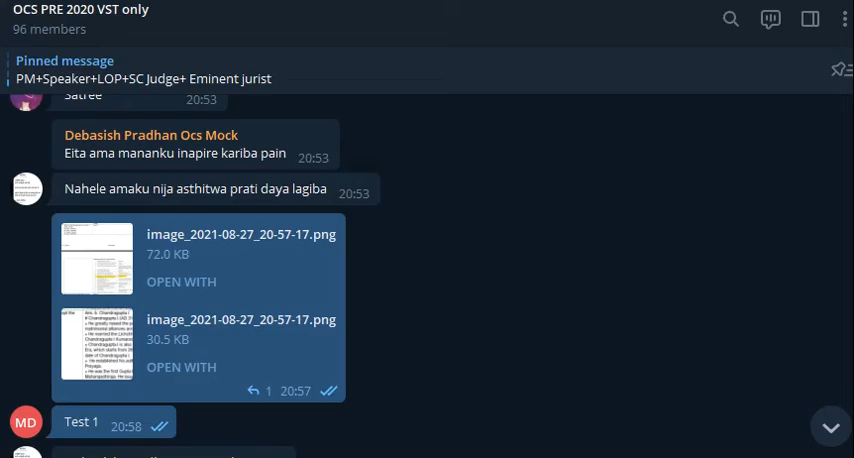 OCS PRE 2020 VST only
96 members
Pinned message
PM+Speaker+LOP+SC Judge+ Eminent jurist
Satree
20:53
Debasish Pradhan Ocs Mock
Eita ama mananku inapire kariba pain
20:53
Nahele amaku nija asthitwa prati daya lagiba
20:53
image_2021-08-27_20-57-17.png
72.0 KB
OPEN WITH
image_2021-08-27_20-57-17.png
30.5 KB
OPEN WITH
1 20:57
MD
Test 1
20:58